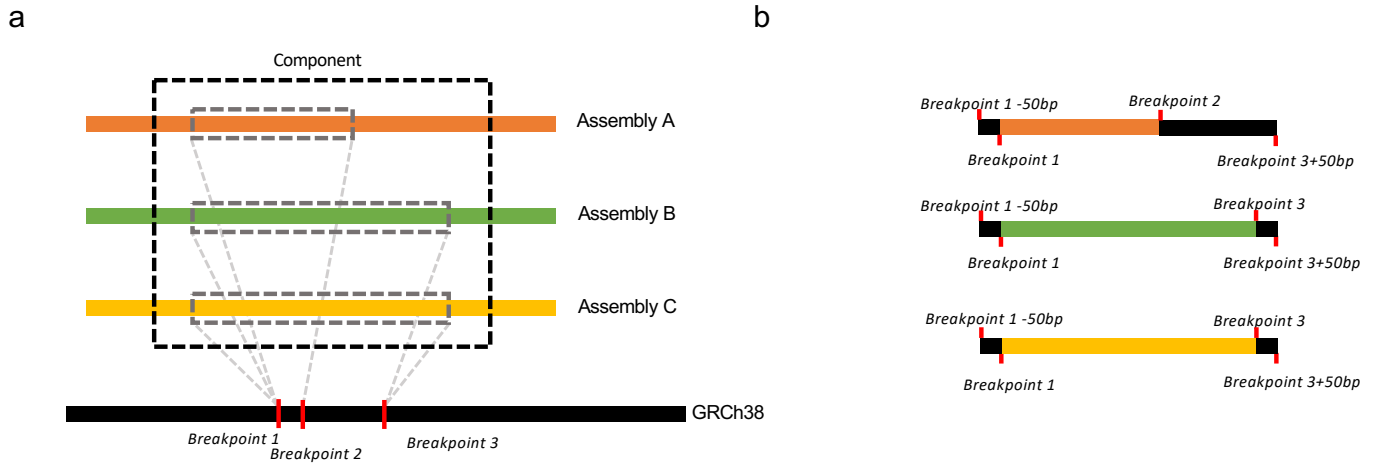 a
Component
Assembly A
Assembly B
Assembly C
GRCh38
Breakpoint 1
Breakpoint 2
Breakpoint 3
b
Breakpoint 1 -50bp
Breakpoint 2
Breakpoint 1
Breakpoint 3+50bp
Breakpoint 1 -50bp
Breakpoint 3
Breakpoint 1
Breakpoint 3+50bp
Breakpoint 1 -50bp
Breakpoint 3
Breakpoint 1
Breakpoint 3+50bp